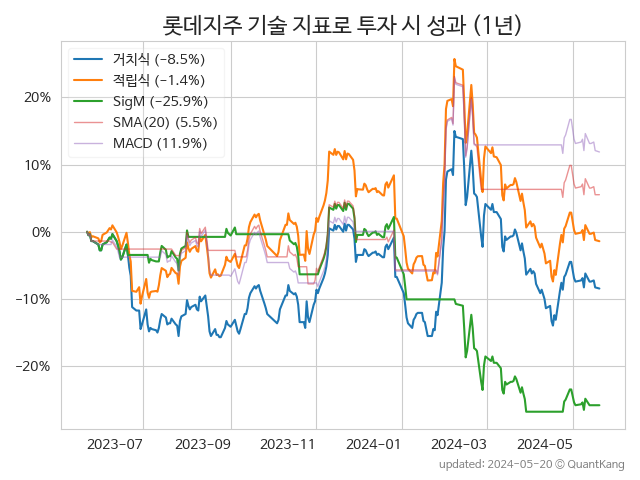 롯데지주 기술 지표로 투자 시 성과 (1년)
거치식 (−8.5%)
적립식 (−1.4%)
SigM (−25.9%)
SMA(20) (5.5%)
MACD (11.9%)
20%
10%
0%
−10%
−20%
2023−07 2023−09 2023−11 2024−01 2024−03 2024−05
updated: 2024−05−20 © QuantKang